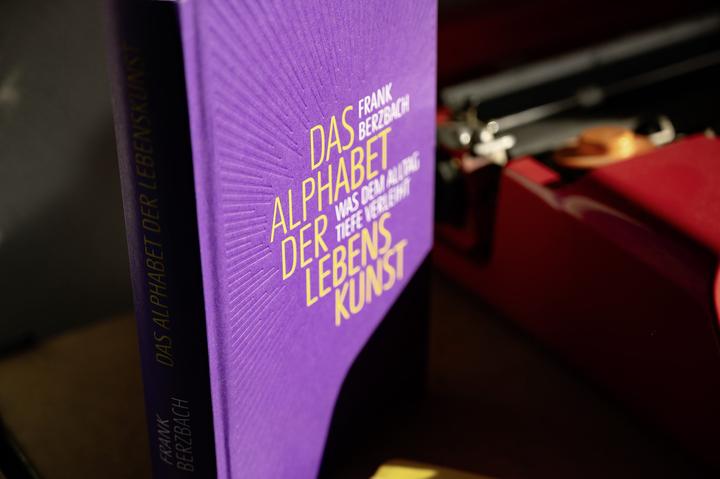 DAS ALPHABET DER LEBENSKUNST
FRANK
BERZBACH
DAS
FRANK
BERZBACH
ALPHABET
DER
WAS DEM ALLTAG
TIEFE VERLEIHT
LEBENS
KUNST